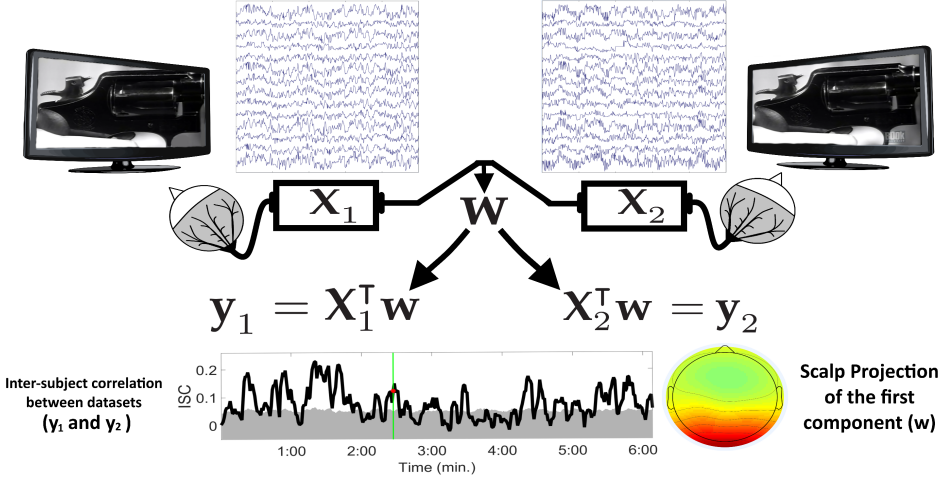 X₁
X₂
w
y₁ = X₁ᵀw
X₂ᵀw = y₂
Inter-subject correlation
between datasets
(y₁ and y₂ )
ISC
0.2
0.1
0
1:00
2:00
3:00
4:00
5:00
6:00
Time (min.)
Scalp Projection
of the first
component (w)